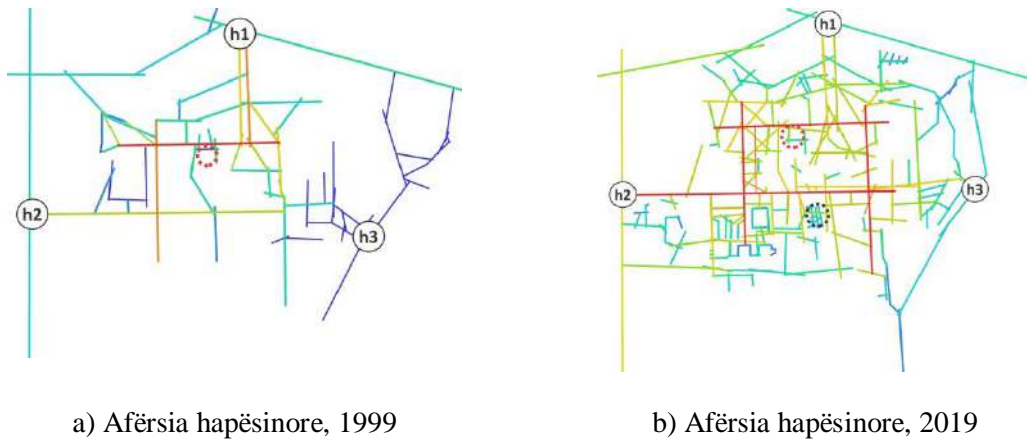 h1
h2
h3
h1
h2
h3
a) Afërsia hapësinore, 1999
b) Afërsia hapësinore, 2019